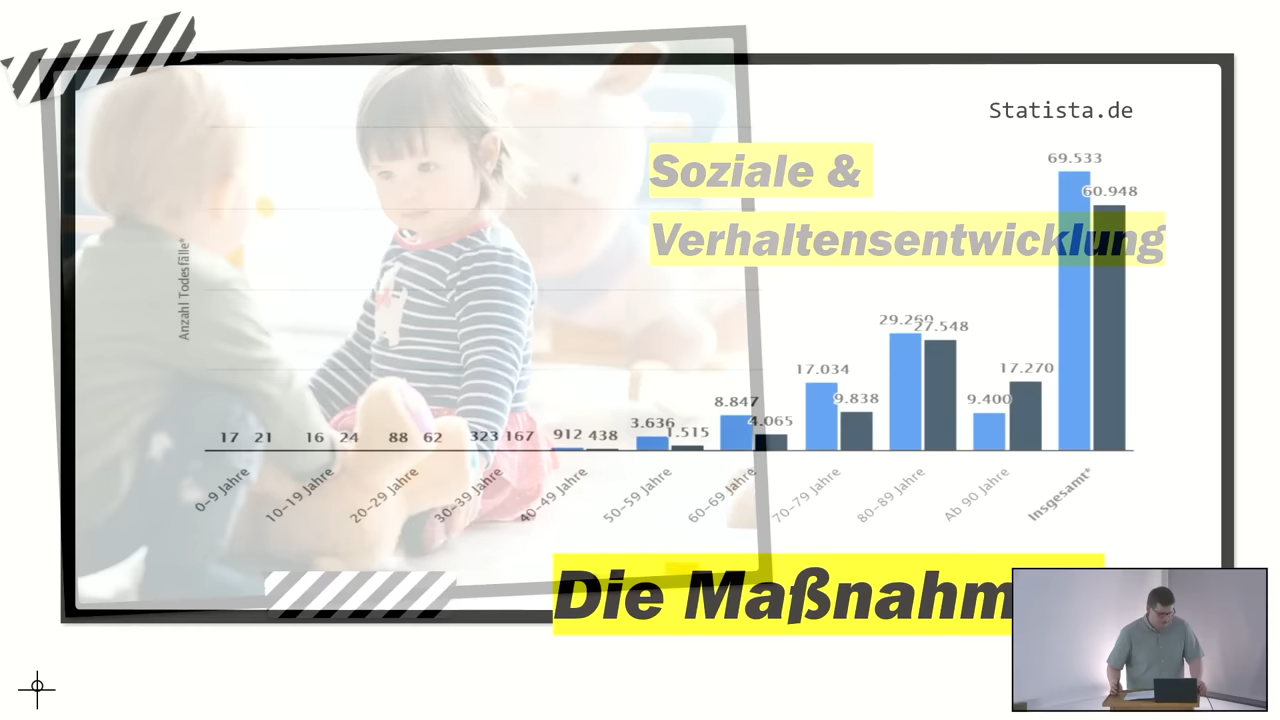 Statista.de
Soziale &
Verhaltensentwicklung
69.533
60.948
29.269
27.548
17.034
17.270
8.847
9.838
9.400
3.636
1.515
4.065
17 21 16 24 88 62 323 167 912 438
Anzahl Todesfälle*
0–9 Jahre
10–19 Jahre
20–29 Jahre
30–39 Jahre
40–49 Jahre
50–59 Jahre
60–69 Jahre
70–79 Jahre
80–89 Jahre
Ab 90 Jahre
Insgesamt*
Die Maßnahm